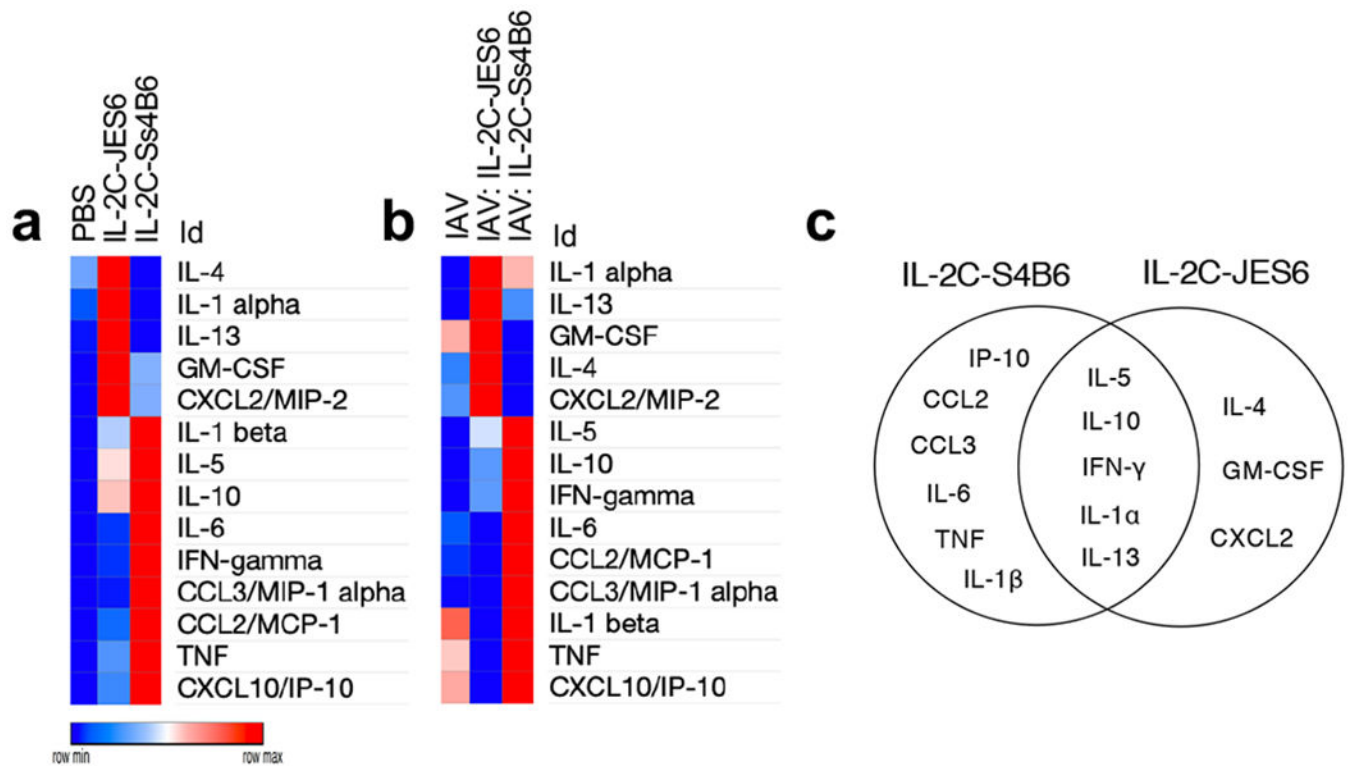 a
PBS
IL-2C-JES6
IL-2C-Ss4B6
Id
IL-4
IL-1 alpha
IL-13
GM-CSF
CXCL2/MIP-2
IL-1 beta
IL-5
IL-10
IL-6
IFN-gamma
CCL3/MIP-1 alpha
CCL2/MCP-1
TNF
CXCL10/IP-10
row min
row max
b
IAV
IAV: IL-2C-JES6
IAV: IL-2C-Ss4B6
Id
IL-1 alpha
IL-13
GM-CSF
IL-4
CXCL2/MIP-2
IL-5
IL-10
IFN-gamma
IL-6
CCL2/MCP-1
CCL3/MIP-1 alpha
IL-1 beta
TNF
CXCL10/IP-10
c
IL-2C-S4B6
IL-2C-JES6
IP-10
CCL2
CCL3
IL-6
TNF
IL-1β
IL-5
IL-10
IFN-γ
IL-1α
IL-13
IL-4
GM-CSF
CXCL2